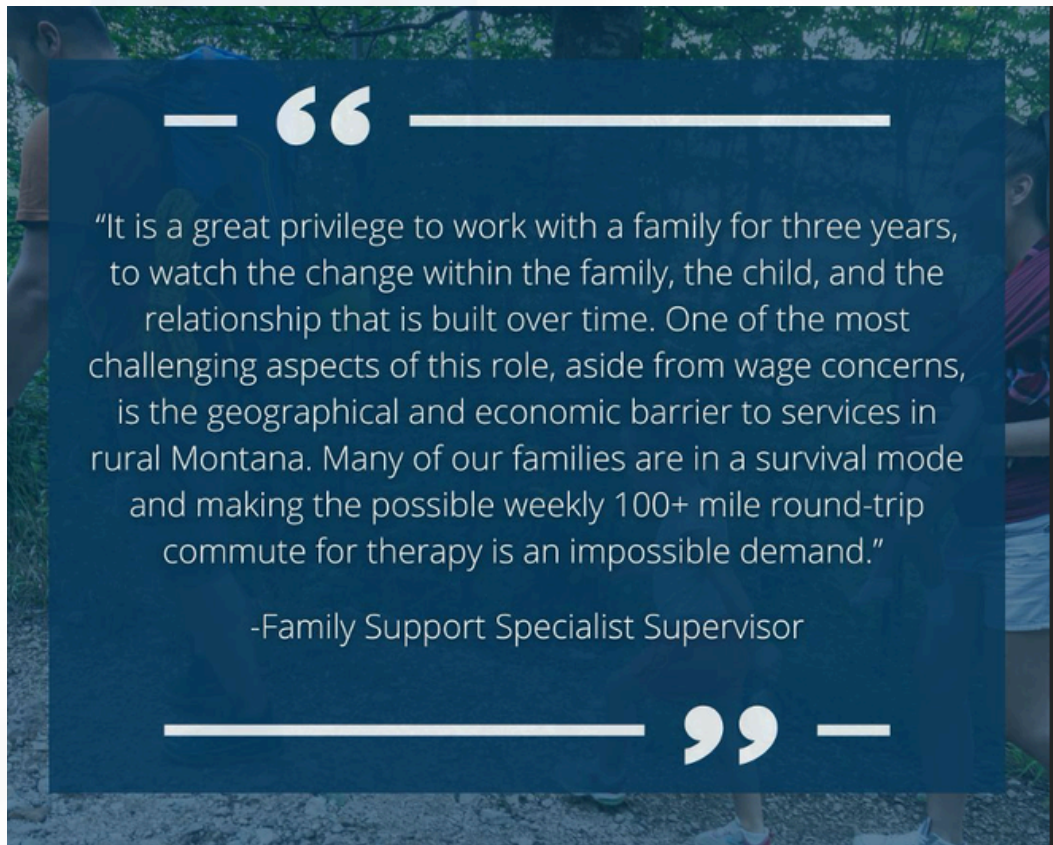 “It is a great privilege to work with a family for three years,
to watch the change within the family, the child, and the
relationship that is built over time. One of the most
challenging aspects of this role, aside from wage concerns,
is the geographical and economic barrier to services in
rural Montana. Many of our families are in a survival mode
and making the possible weekly 100+ mile round-trip
commute for therapy is an impossible demand.”
-Family Support Specialist Supervisor